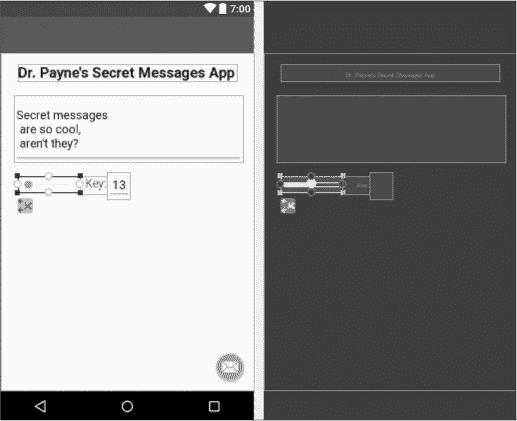 7:00
Dr. Payne's Secret Messages App
Secret messages
are so cool,
aren't they?
Key: 13
Dr. Payne's Secret Messages App
Key: